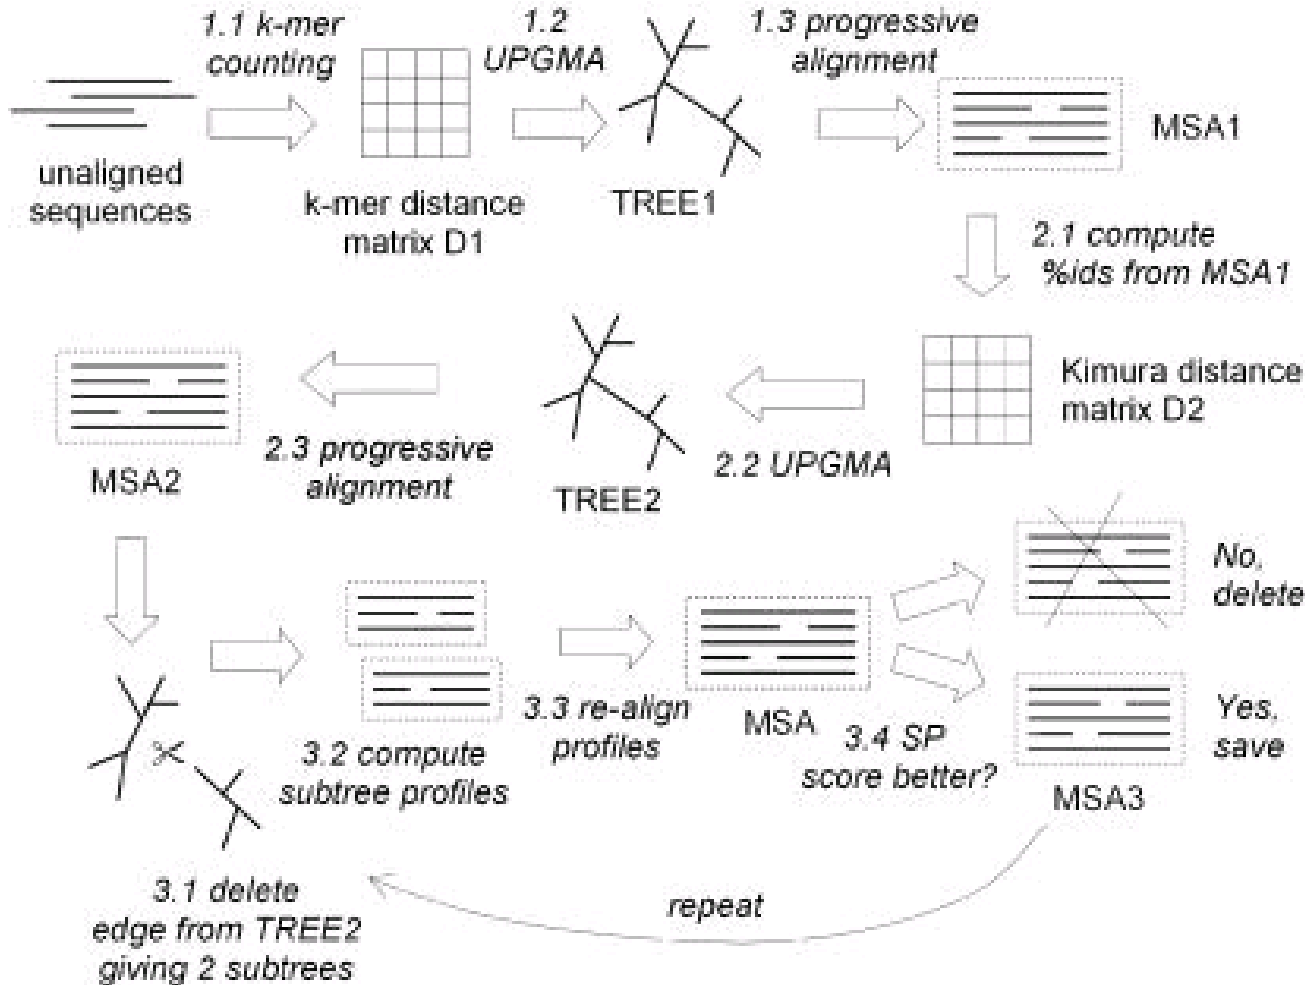 1.1 k-mer
counting
1.2
UPGMA
1.3 progressive
alignment
unaligned
sequences
k-mer distance
matrix D1
TREE1
MSA1
2.1 compute
%ids from MSA1
Kimura distance
matrix D2
2.2 UPGMA
TREE2
2.3 progressive
alignment
MSA2
3.1 delete
edge from TREE2
giving 2 subtrees
3.2 compute
subtree profiles
3.3 re-align
profiles
MSA
3.4 SP
score better?
No,
delete
Yes,
save
MSA3
repeat